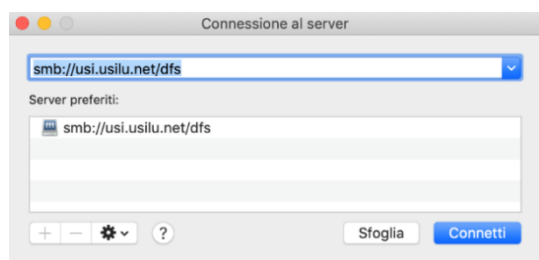 Connessione al server
smb://usi.usilu.net/dfs
Server preferiti:
smb://usi.usilu.net/dfs
+ − ? Sfoglia Connetti